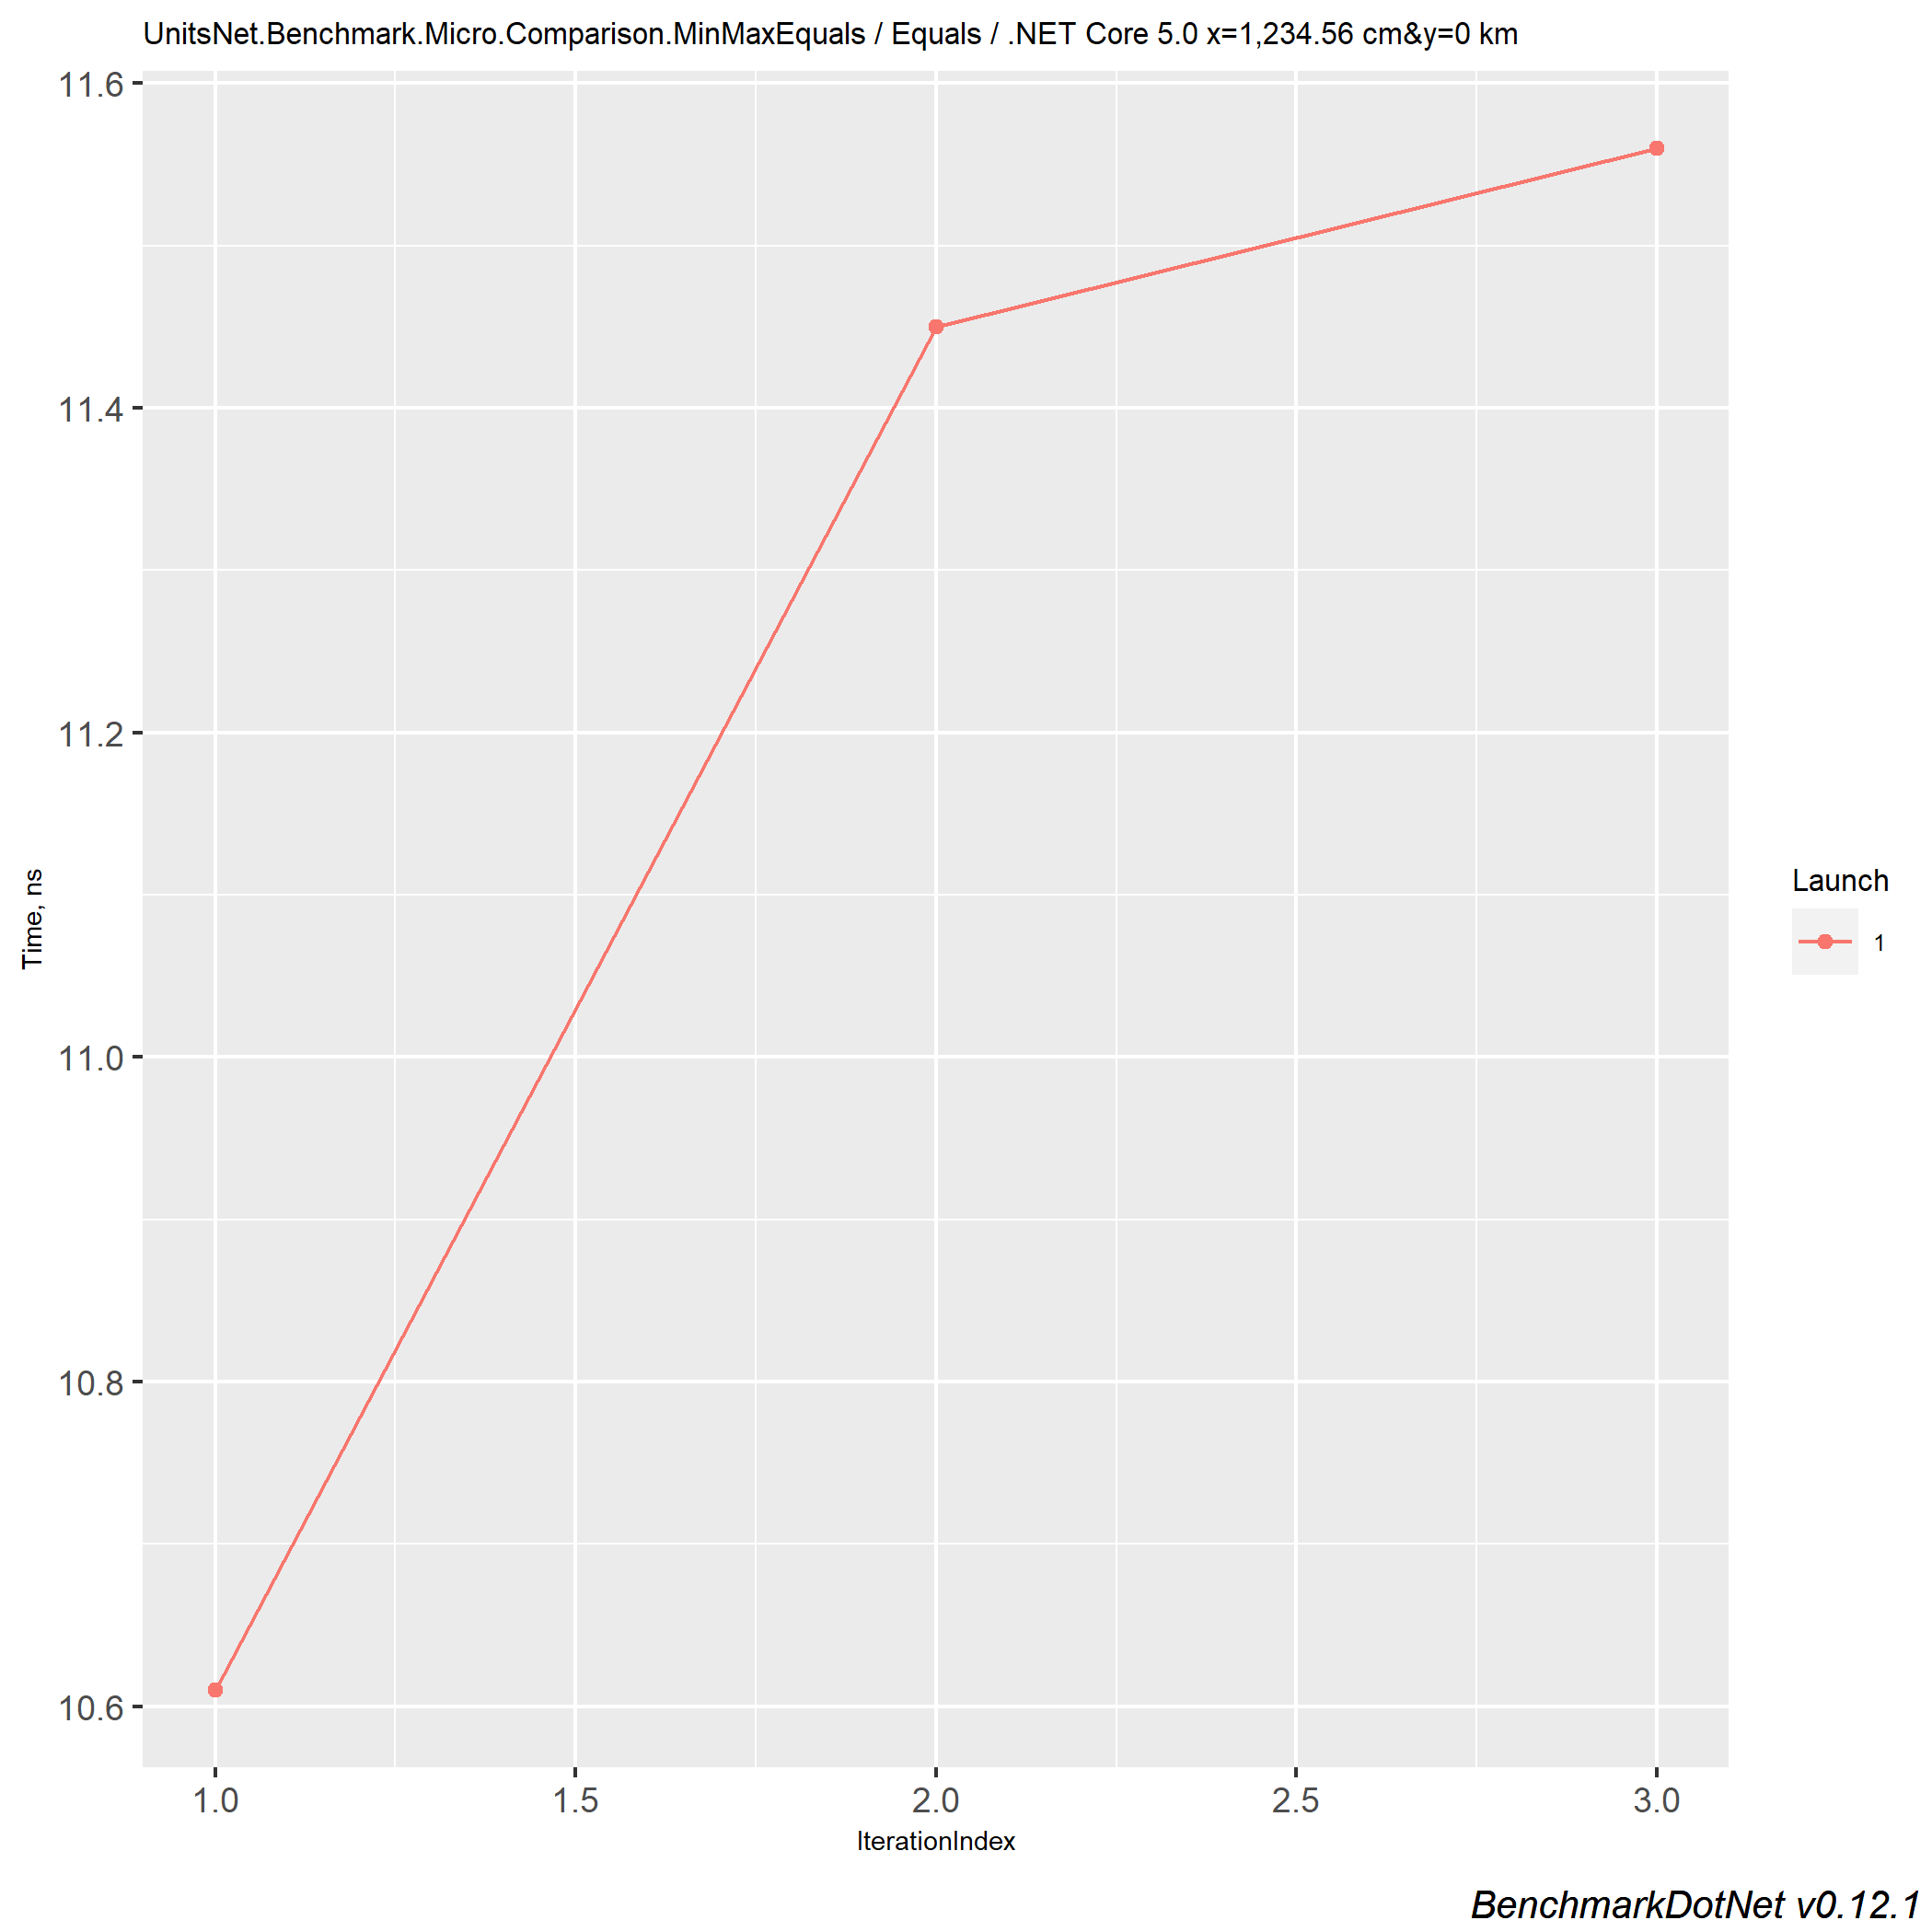 UnitsNet.Benchmark.Micro.Comparison.MinMaxEquals / Equals / .NET Core 5.0 x=1,234.56 cm&y=0 km
11.6
11.4
11.2
11.0
10.8
10.6
Time, ns
1.0 1.5 2.0 2.5 3.0
IterationIndex
Launch
1
BenchmarkDotNet v0.12.1